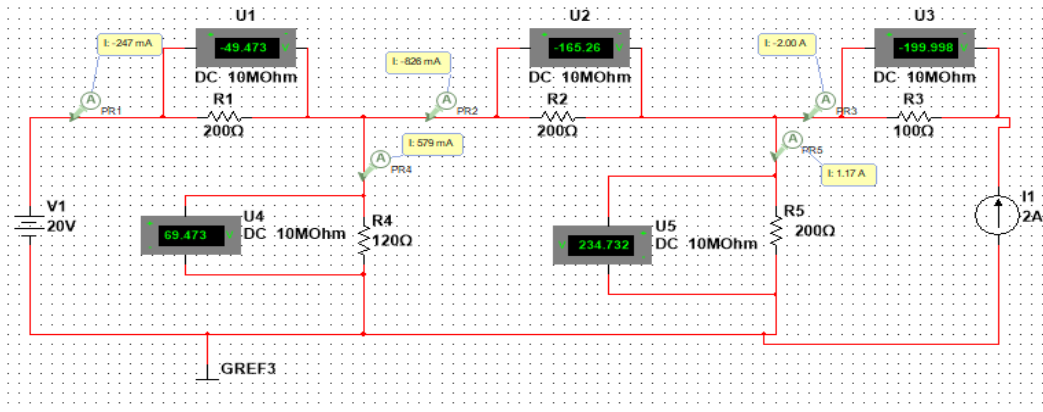 U1
U2
U3
I: -247 mA
-49.473
V
I: -826 mA
-165.26
V
I: -2.00 A
-199.998
V
DC 10MOhm
DC 10MOhm
DC 10MOhm
A
PR1
R1
200Ω
A
PR2
R2
200Ω
A
PR3
R3
100Ω
I: 579 mA
A
PR4
A
PR5
I: 1.17 A
V1
20V
U4
69.473
V
DC 10MOhm
R4
120Ω
U5
V
234.732
DC 10MOhm
R5
200Ω
I1
2A
GREF3